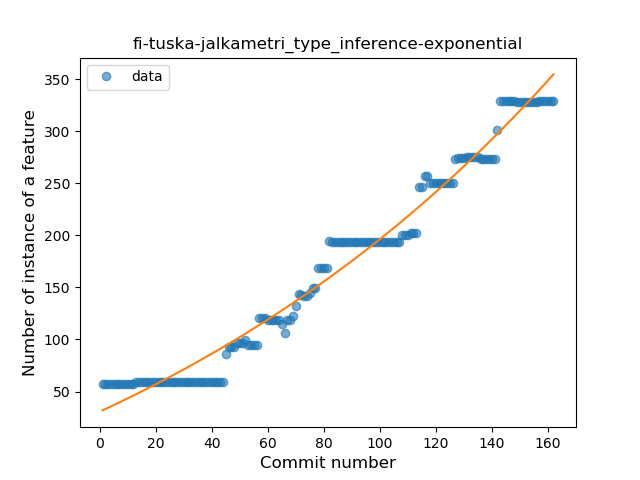 fi-tuska-jalkametri_type_inference-exponential
data
Number of instance of a feature
350
300
250
200
150
100
50
0 20 40 60 80 100 120 140 160
Commit number